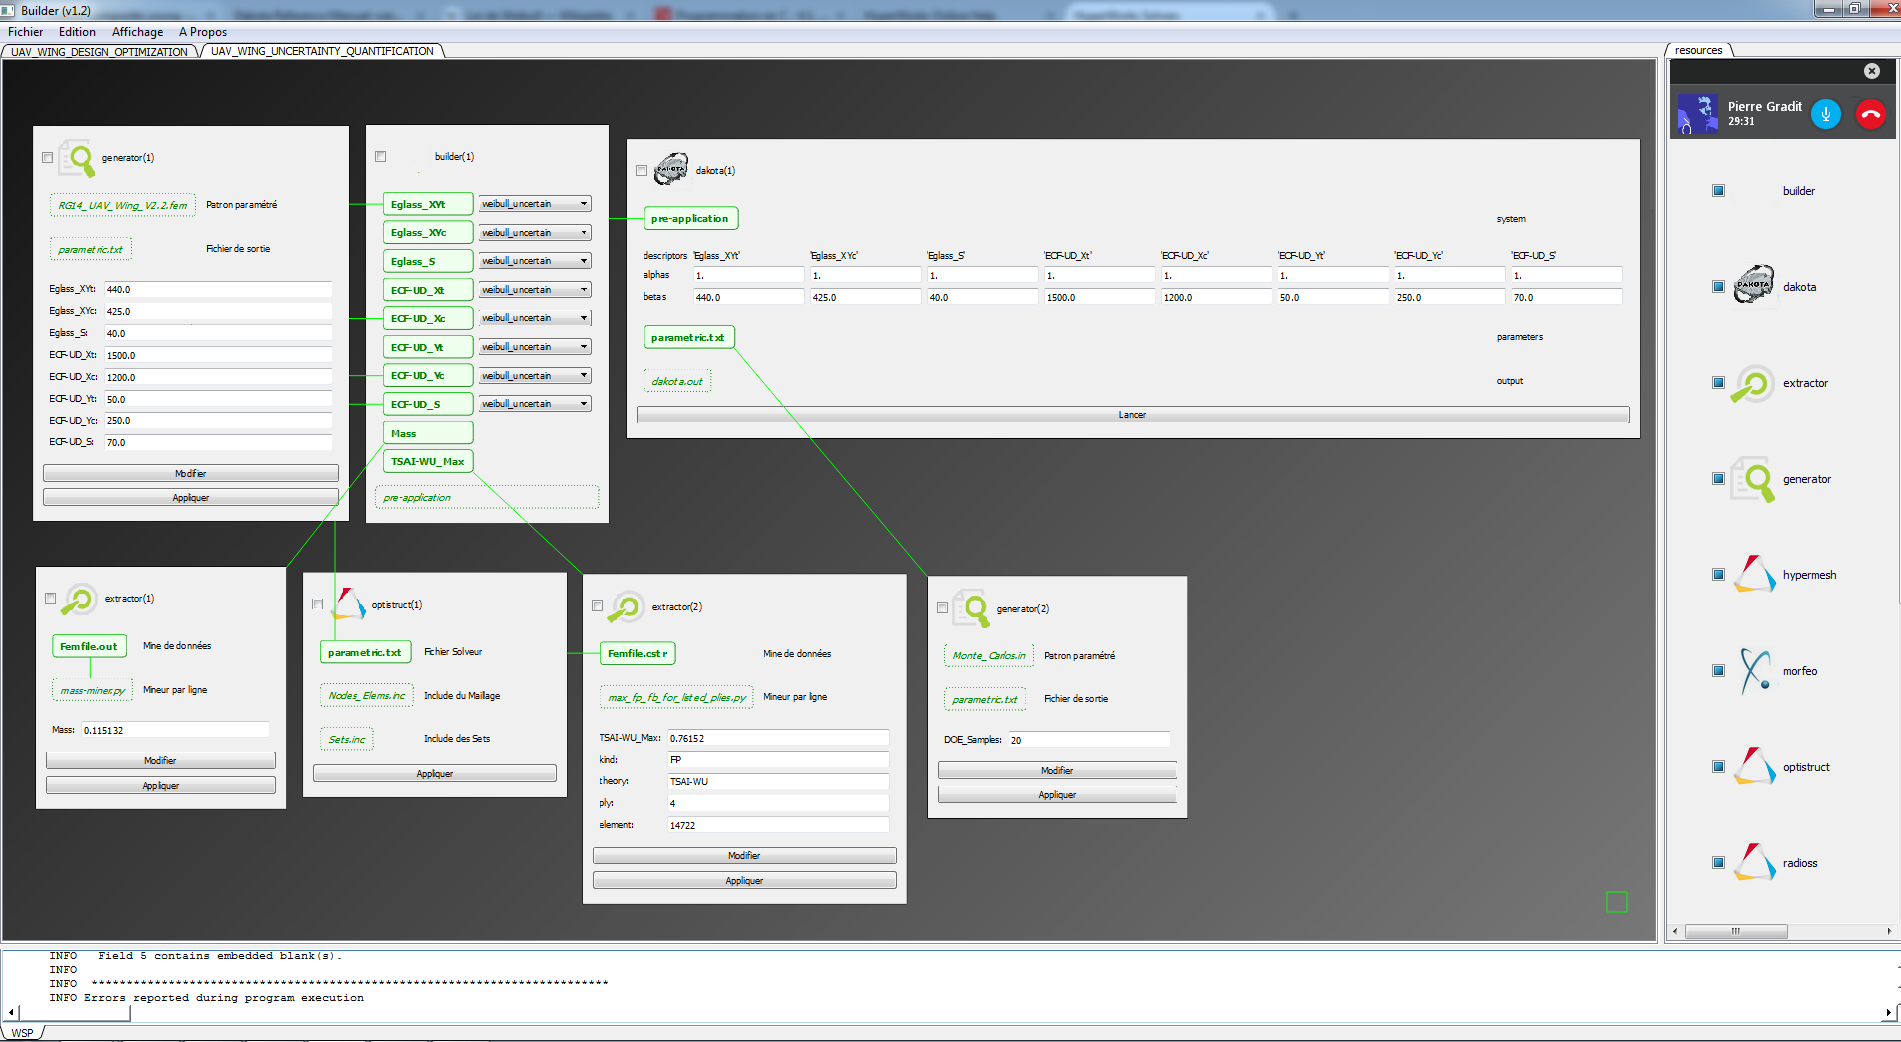 Builder (v1.2)
Fichier Edition Affichage A Propos
UAV_WING_DESIGN_OPTIMIZATION UAV_WING_UNCERTAINTY_QUANTIFICATION
generator(1)
RG14_UAV_Wing_V2.2.fem Patron paramétré
parametric.txt Fichier de sortie
Eglass_XYt: 440.0
Eglass_XYc: 425.0
Eglass_S: 40.0
ECF-UD_Xt: 1500.0
ECF-UD_Xc: 1200.0
ECF-UD_Yt: 50.0
ECF-UD_Yc: 250.0
ECF-UD_S: 70.0
Modifier
Appliquer
builder(1)
Eglass_XYt weibull_uncertain
Eglass_XYc weibull_uncertain
Eglass_S weibull_uncertain
ECF-UD_Xt weibull_uncertain
ECF-UD_Xc weibull_uncertain
ECF-UD_Yt weibull_uncertain
ECF-UD_Yc weibull_uncertain
ECF-UD_S weibull_uncertain
Mass
TSAI-WU_Max
pre-application
DAKOTA dakota(1)
pre-application system
descriptors 'Eglass_XYt' 'Eglass_XYc' 'Eglass_S' 'ECF-UD_Xt' 'ECF-UD_Xc' 'ECF-UD_Yt' 'ECF-UD_Yc' 'ECF-UD_S'
alphas 1. 1. 1. 1. 1. 1. 1. 1.
betas 440.0 425.0 40.0 1500.0 1200.0 50.0 250.0 70.0
parametric.txt parameters
dakota.out output
Lancer
extractor(1)
Femfile.out Mine de données
mass-miner.py Mineur par ligne
Mass: 0.115132
Modifier
Appliquer
optistruct(1)
parametric.txt Fichier Solveur
Nodes_Elems.inc Include du Maillage
Sets.inc Include des Sets
Appliquer
extractor(2)
Femfile.cstr Mine de données
max_fp_fb_for_listed_plies.py Mineur par ligne
TSAI-WU_Max: 0.76152
kind: FP
theory: TSAI-WU
ply: 4
element: 14722
Modifier
Appliquer
generator(2)
Monte_Carlos.in Patron paramétré
parametric.txt Fichier de sortie
DOE_Samples: 20
Modifier
Appliquer
resources
Pierre Gradit
29:31
builder
DAKOTA dakota
extractor
generator
hypermesh
morfeo
optistruct
radioss
INFO Field 5 contains embedded blank(s).
INFO
INFO **************************************************************************
INFO Errors reported during program execution
WSP